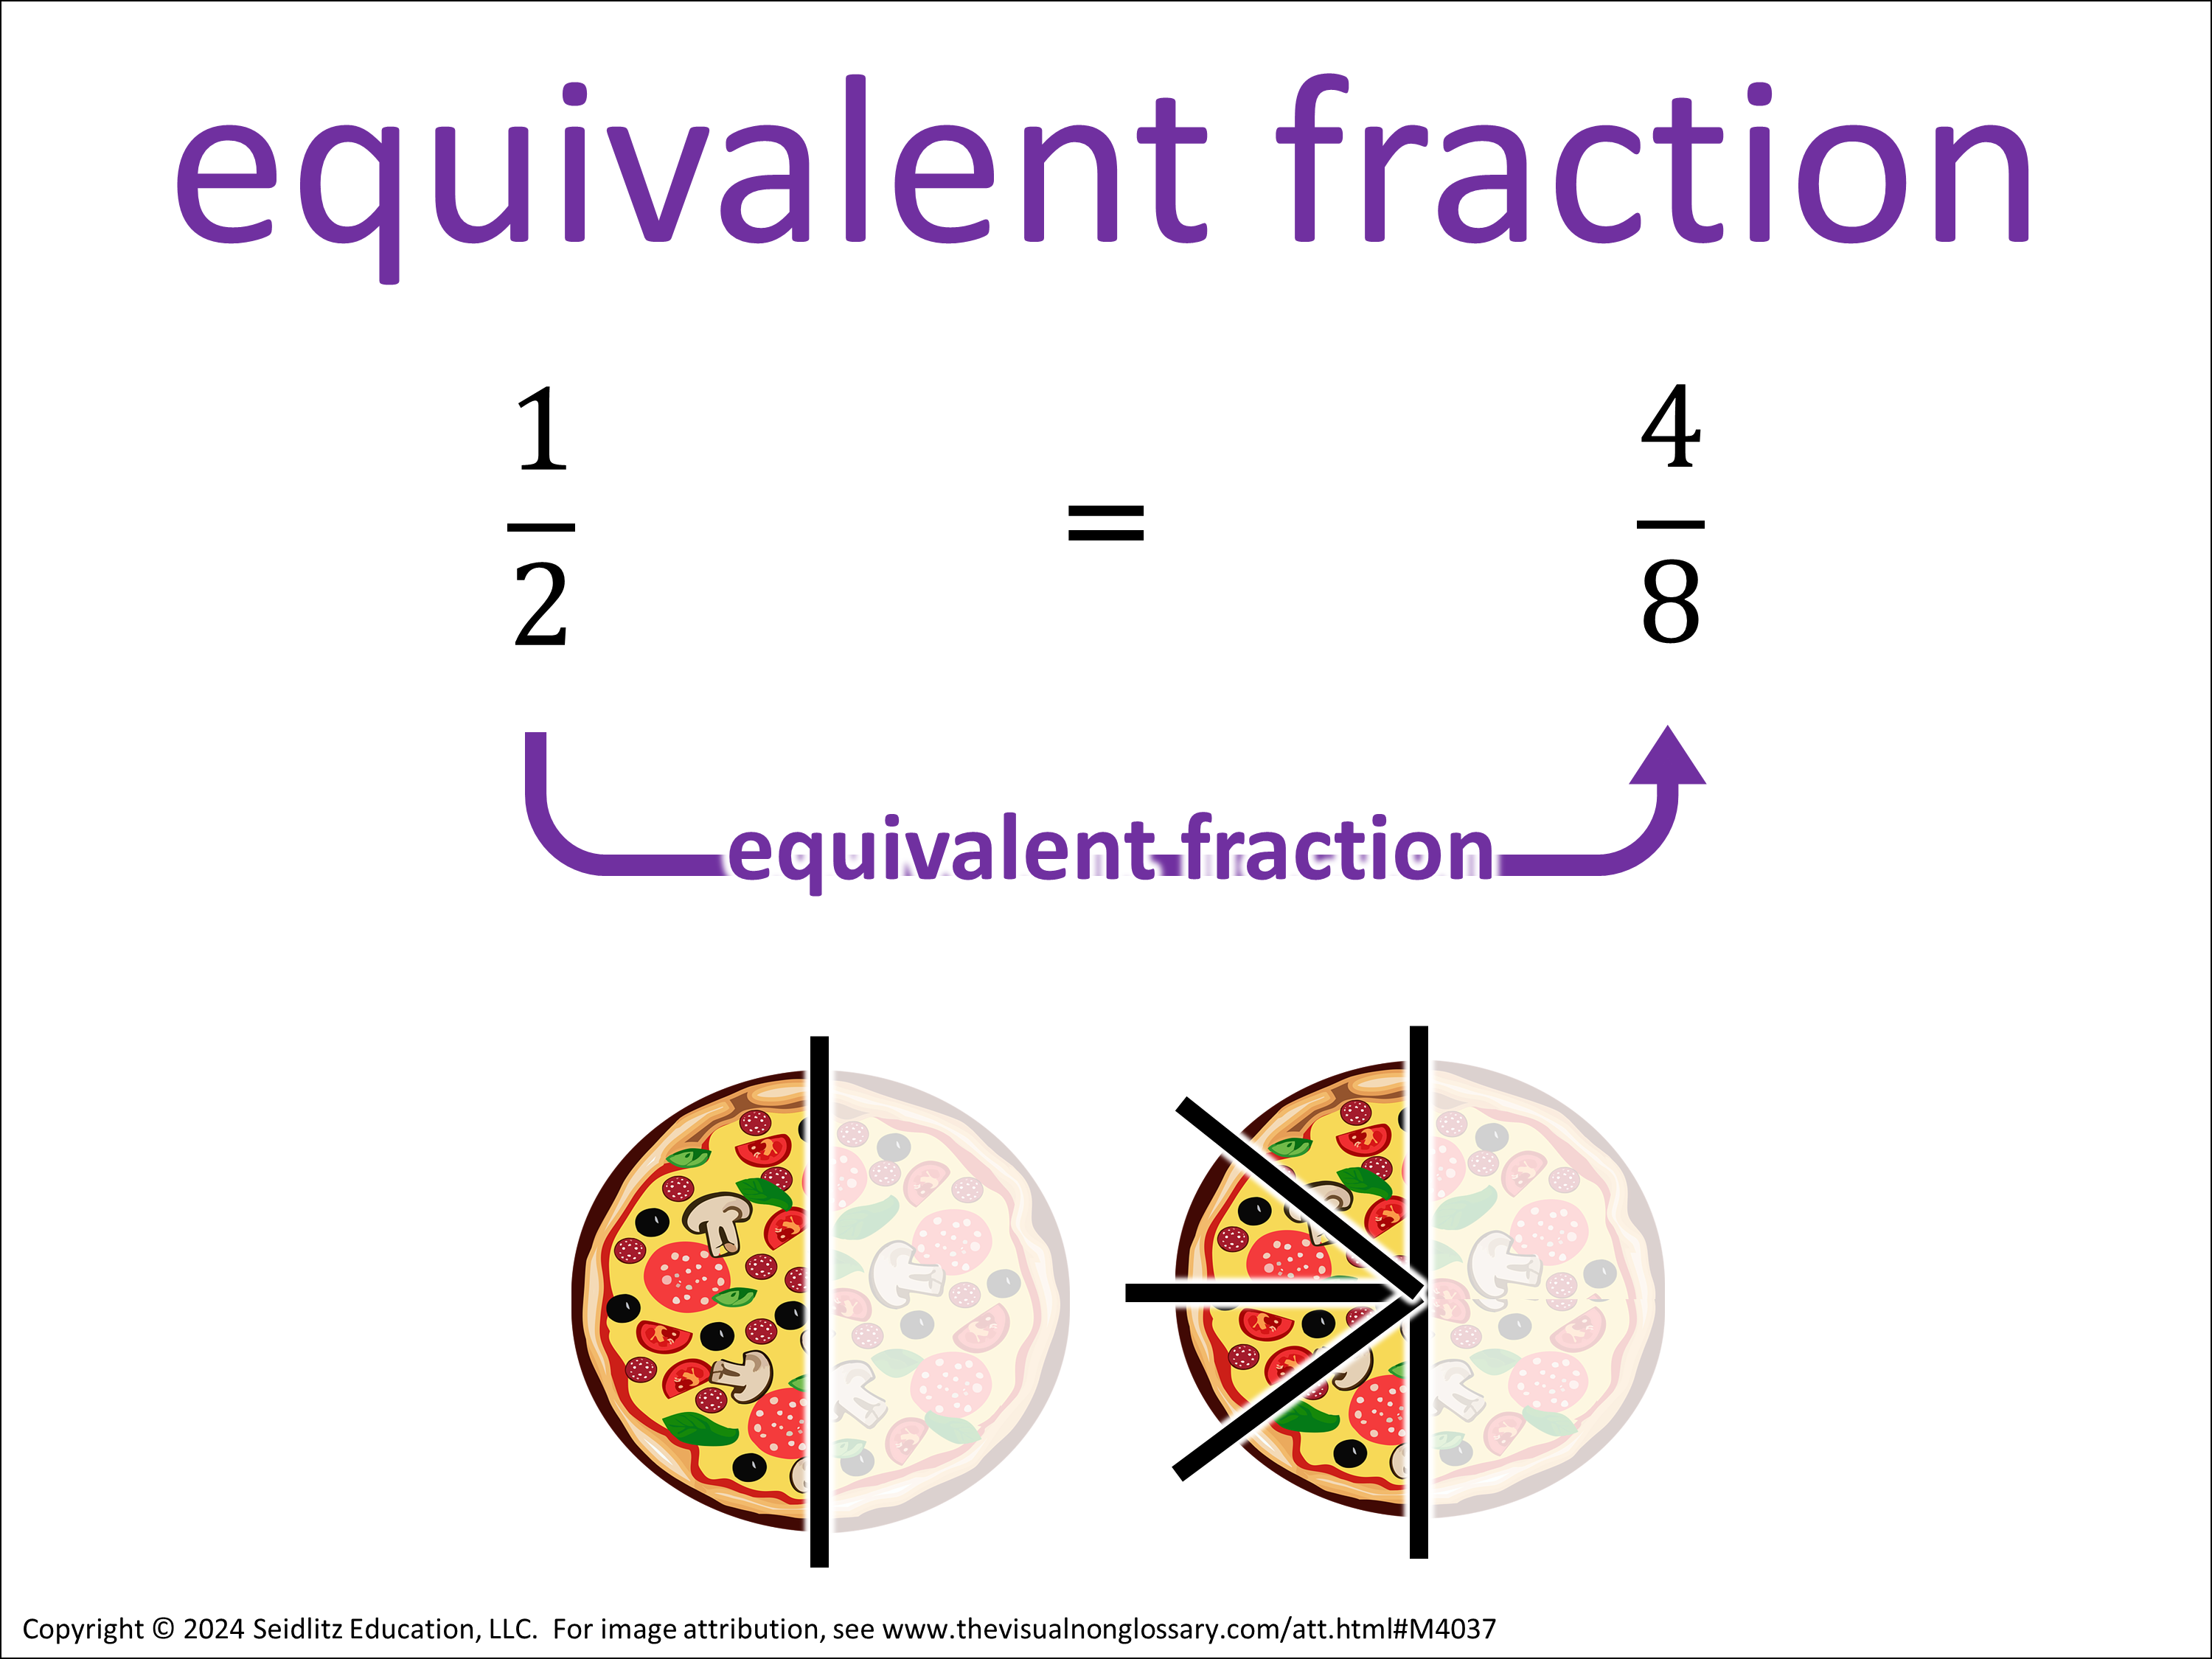 equivalent fraction
1/2 = 4/8
equivalent fraction
Copyright © 2024 Seidlitz Education, LLC.  For image attribution, see www.thevisualnonglossary.com/att.html#M4037